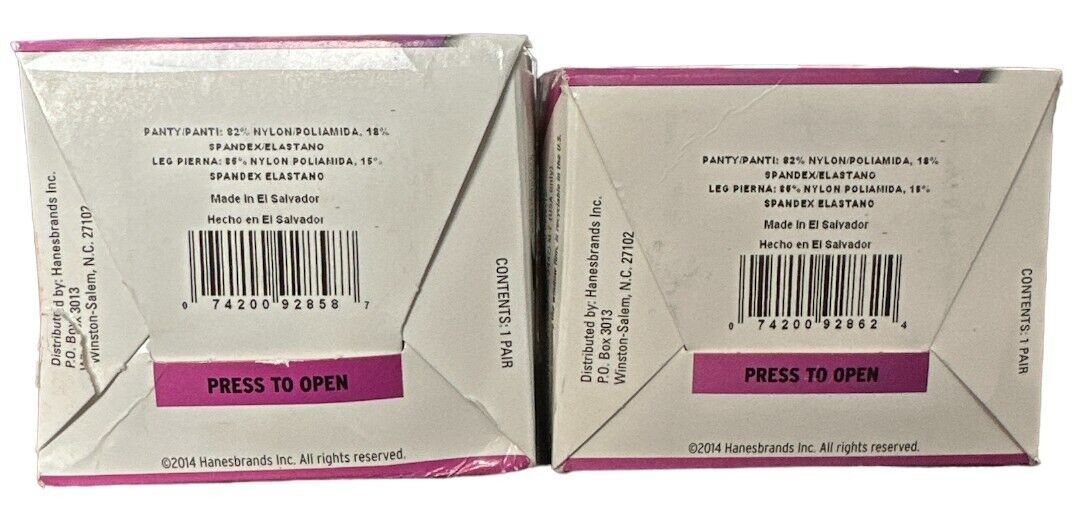 PANTY/PANTI: 82% NYLON/POLIAMIDA, 18%
SPANDEX/ELASTANO
LEG PIERNA: 85% NYLON POLIAMIDA, 15%
SPANDEX ELASTANO
Made In El Salvador
Hecho en El Salvador
0 74200 92858 7
Distributed by: Hanesbrands Inc.
P.O. Box 3013
Winston-Salem, N.C. 27102
CONTENTS: 1 PAIR
PRESS TO OPEN
©2014 Hanesbrands Inc. All rights reserved.
PANTY/PANTI: 82% NYLON/POLIAMIDA, 18%
SPANDEX/ELASTANO
LEG PIERNA: 85% NYLON POLIAMIDA, 15%
SPANDEX ELASTANO
Made In El Salvador
Hecho en El Salvador
0 74200 92862 4
Distributed by: Hanesbrands Inc.
P.O. Box 3013
Winston-Salem, N.C. 27102
CONTENTS: 1 PAIR
PRESS TO OPEN
©2014 Hanesbrands Inc. All rights reserved.